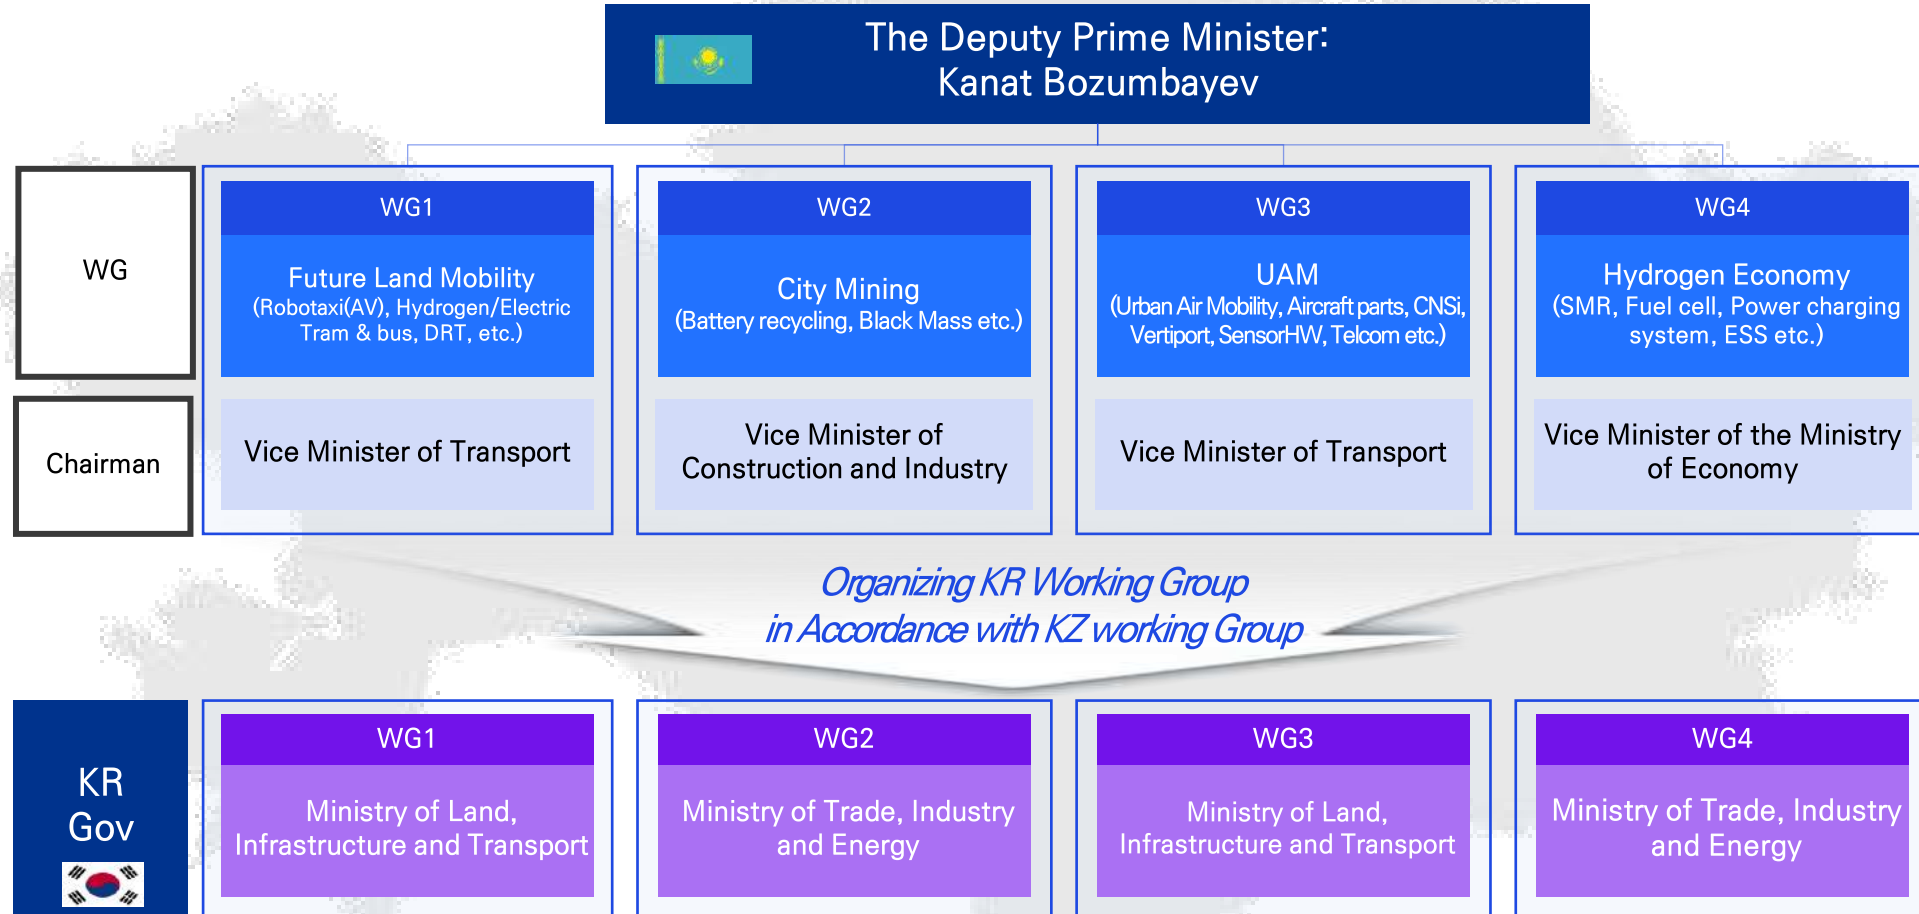 The Deputy Prime Minister:
Kanat Bozumbayev
WG
WG1
Future Land Mobility
(Robotaxi(AV), Hydrogen/Electric
Tram & bus, DRT, etc.)
WG2
City Mining
(Battery recycling, Black Mass etc.)
WG3
UAM
(Urban Air Mobility, Aircraft parts, CNSi,
Vertiport, SensorHW, Telcom etc.)
WG4
Hydrogen Economy
(SMR, Fuel cell, Power charging
system, ESS etc.)
Chairman
Vice Minister of Transport
Vice Minister of
Construction and Industry
Vice Minister of Transport
Vice Minister of the Ministry
of Economy
Organizing KR Working Group
in Accordance with KZ working Group
KR
Gov
WG1
Ministry of Land,
Infrastructure and Transport
WG2
Ministry of Trade, Industry
and Energy
WG3
Ministry of Land,
Infrastructure and Transport
WG4
Ministry of Trade, Industry
and Energy